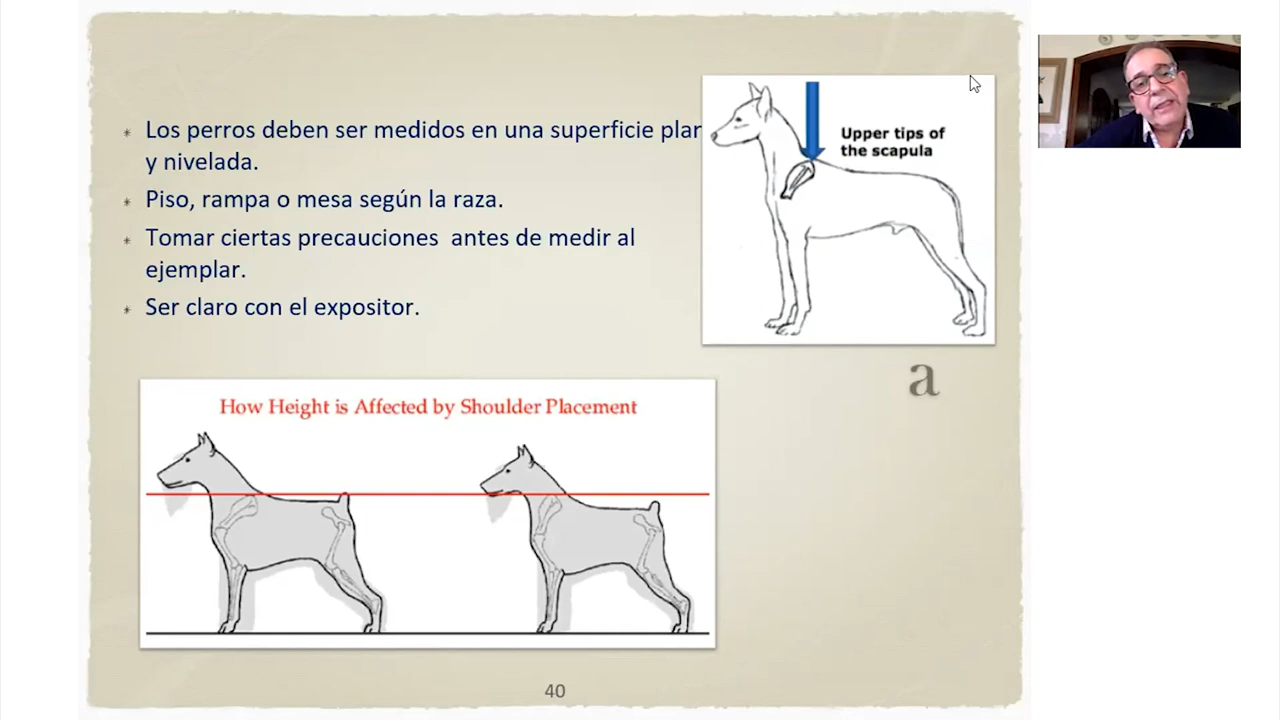 Los perros deben ser medidos en una superficie plan
y nivelada.
Piso, rampa o mesa según la raza.
Tomar ciertas precauciones antes de medir al
ejemplar.
Ser claro con el expositor.
Upper tips of
the scapula
a
How Height is Affected by Shoulder Placement
40